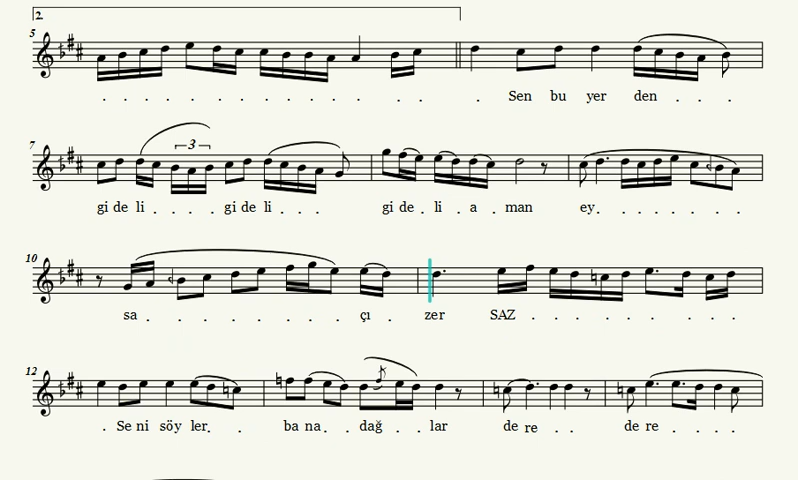 2.
5
. . . . . . . . . . . . . Sen bu yer den . . .
7
3
gi de li . . . . gi de li . . . gi de . li . a . man ey. . . . . . . .
10
sa . . . . . . . . çı . zer SAZ . . . . . . . .
12
. Se ni söy ler. . ba na. . dağ . . lar de re . . de re . . . .